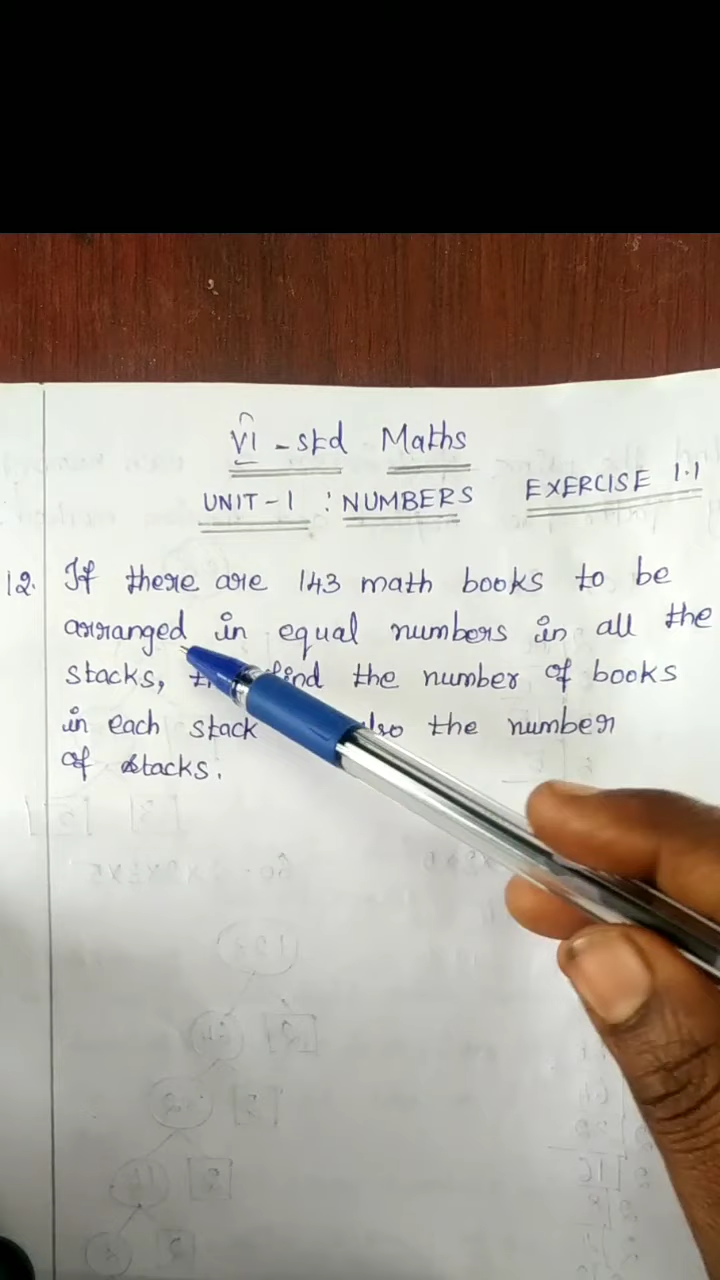 VI - std Maths
UNIT - 1 : NUMBERS EXERCISE 1.1
12. If there are 143 math books to be
arranged in equal numbers in all the
stacks, find the number of books
in each stack the number
of stacks.